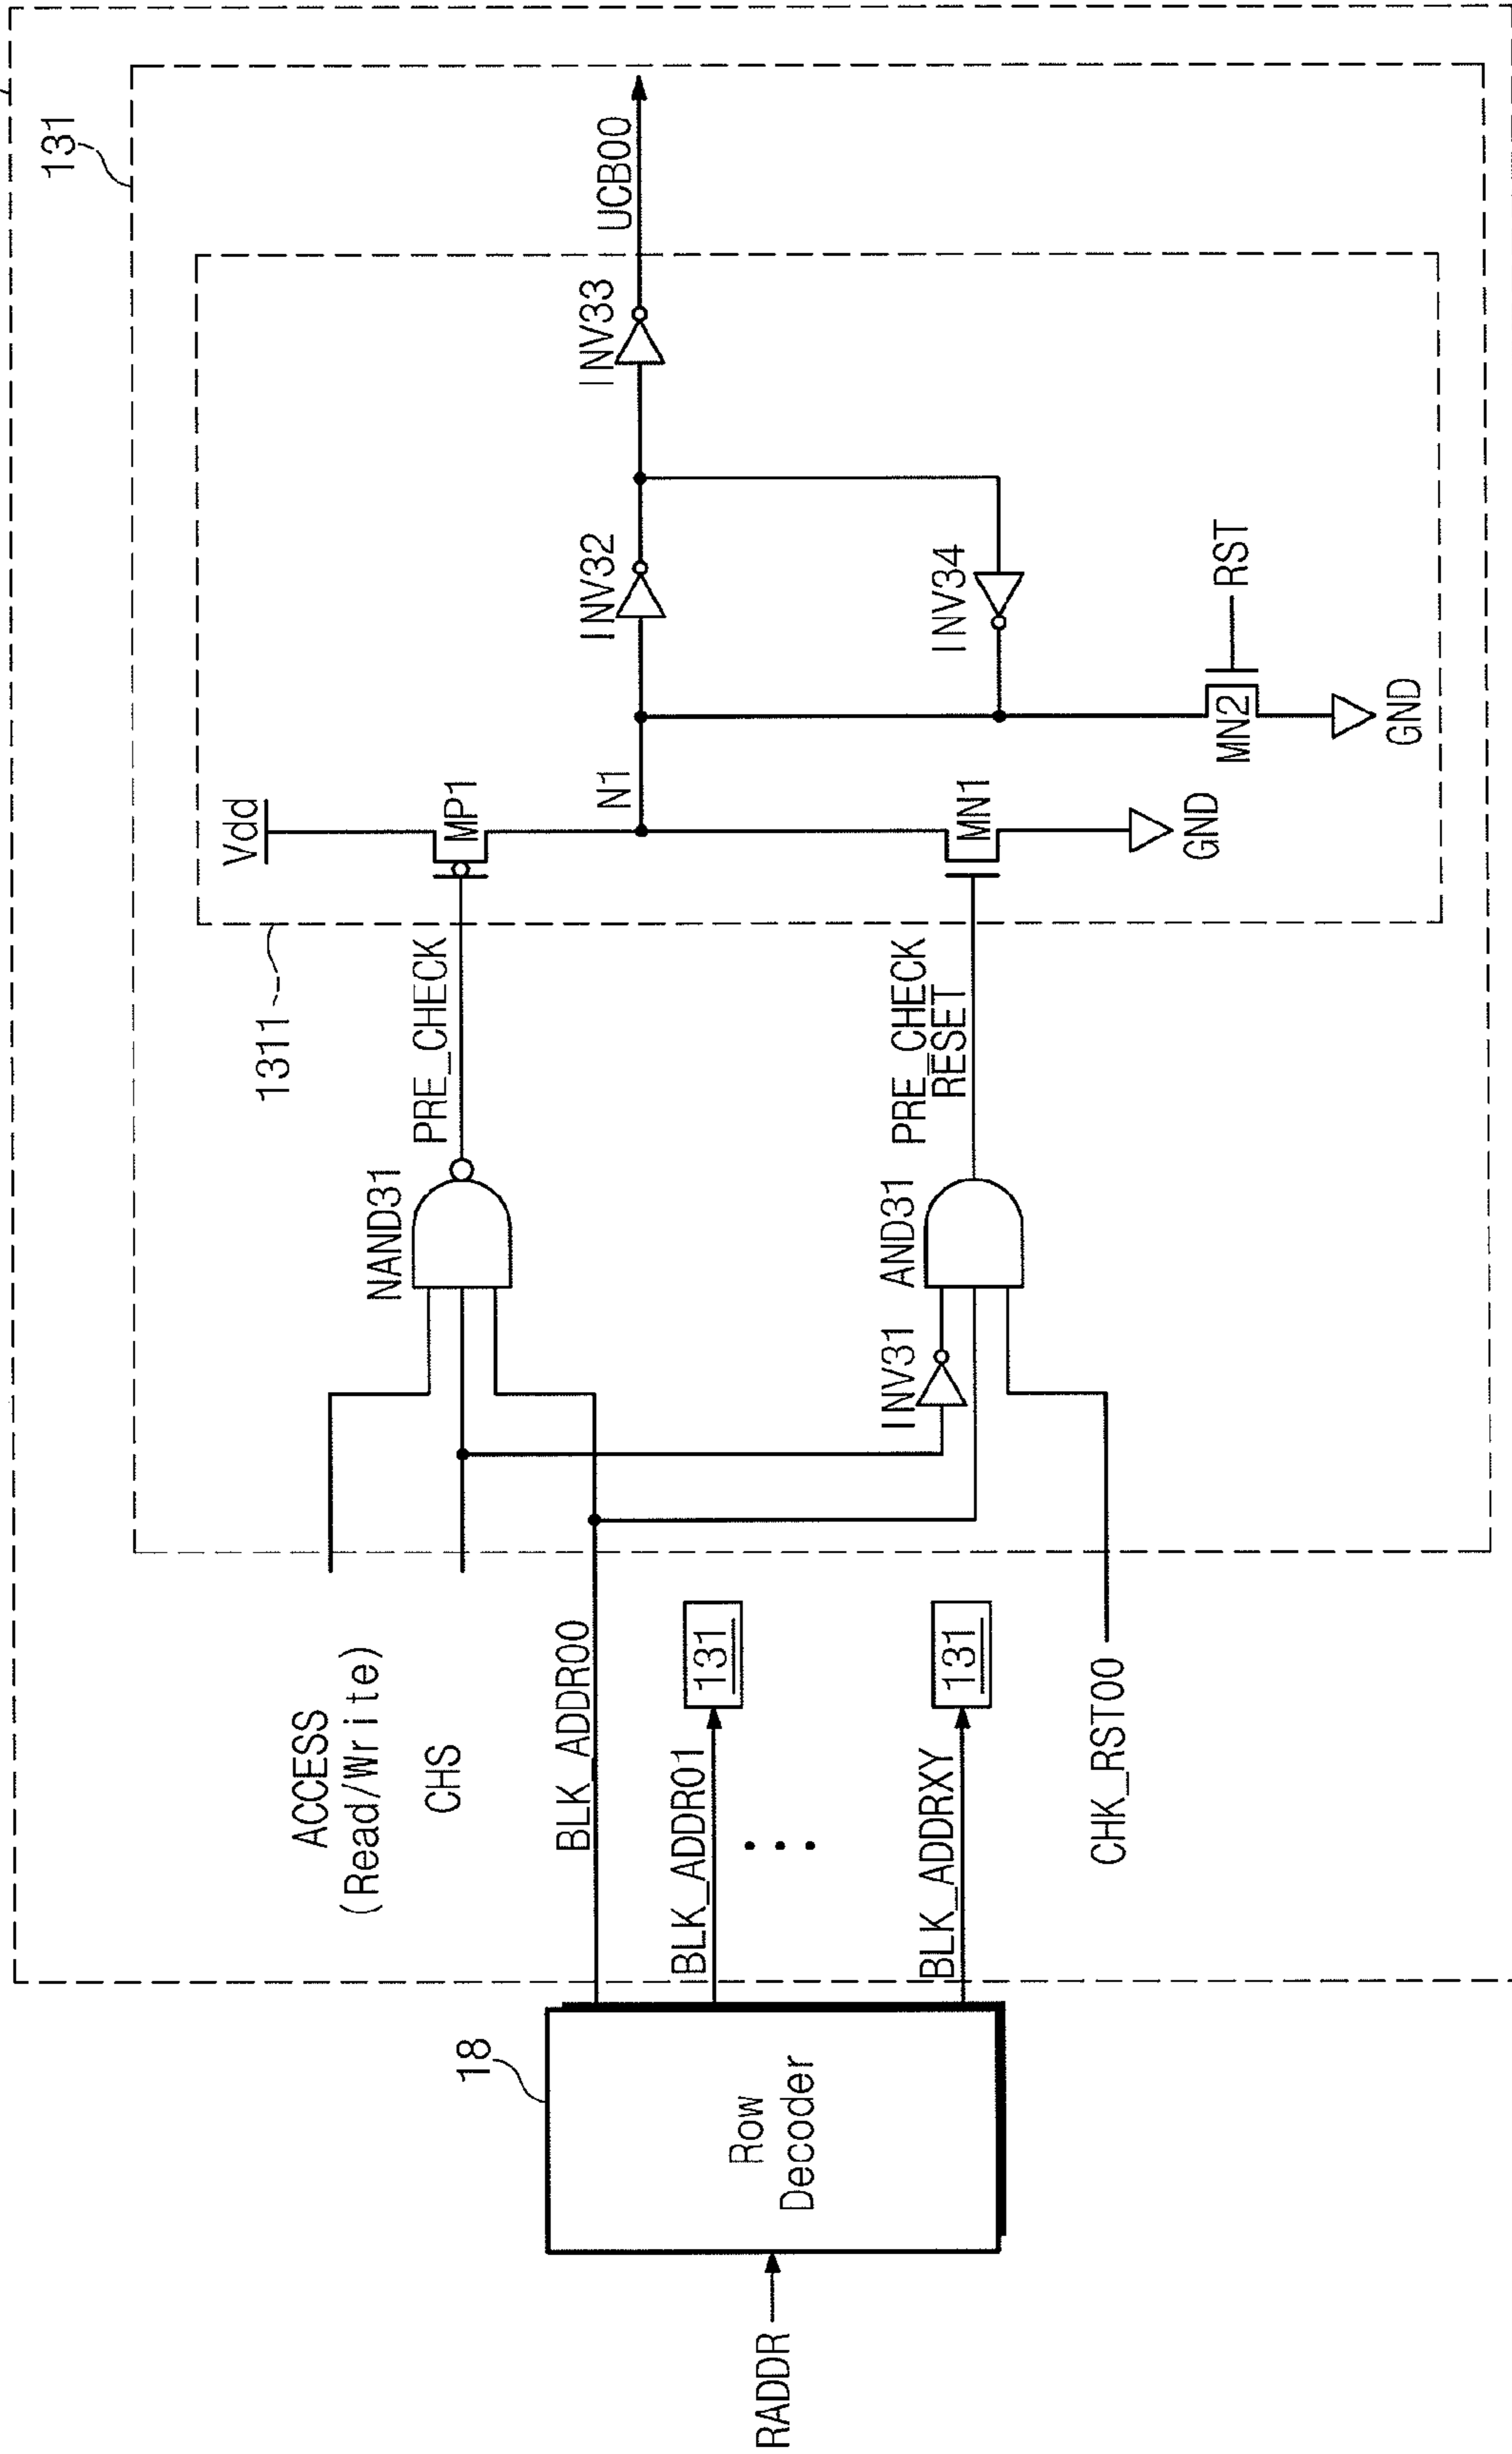 131
1311
Vdd
MP1
N1
INV32
INV33
UCB00
INV34
MN1
GND
MN2
RST
GND
PRE_CHECK
PRE_CHECK
RESET
NAND31
AND31
INV31
ACCESS
(Read/Write)
CHS
BLK_ADDR00
BLK_ADDR01
131
BLK_ADDRXY
131
CHK_RST00
18
Row
Decoder
RADDR